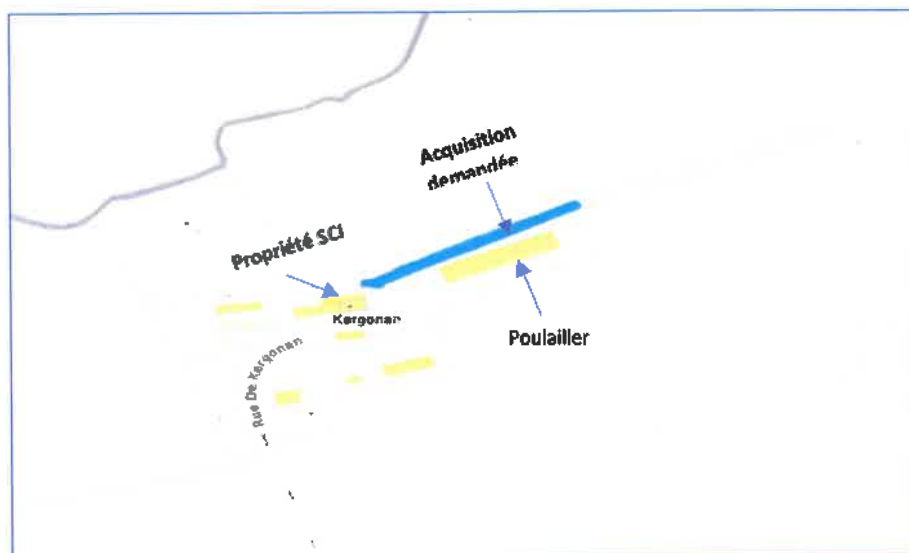 Acquisition
demandée
Propriété SCI
Kergonan
Poulailler
Rue De Kergonan